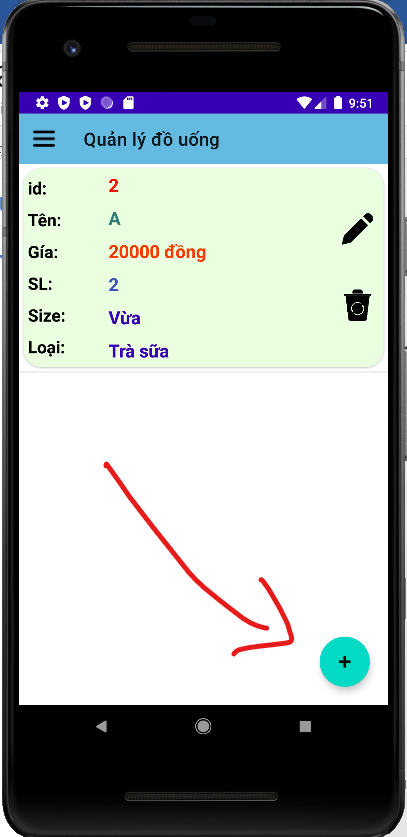 9:51
Quản lý đồ uống
id: 2
Tên: A
Gía: 20000 đồng
SL: 2
Size: Vừa
Loại: Trà sữa
+